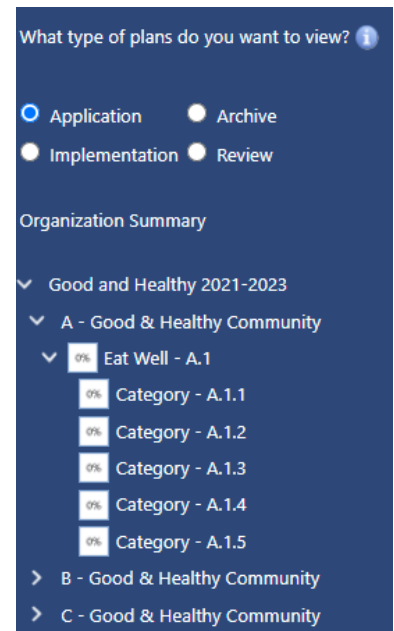 What type of plans do you want to view? i
Application Archive
Implementation Review
Organization Summary
Good and Healthy 2021-2023
A - Good & Healthy Community
0% Eat Well - A.1
0% Category - A.1.1
0% Category - A.1.2
0% Category - A.1.3
0% Category - A.1.4
0% Category - A.1.5
B - Good & Healthy Community
C - Good & Healthy Community